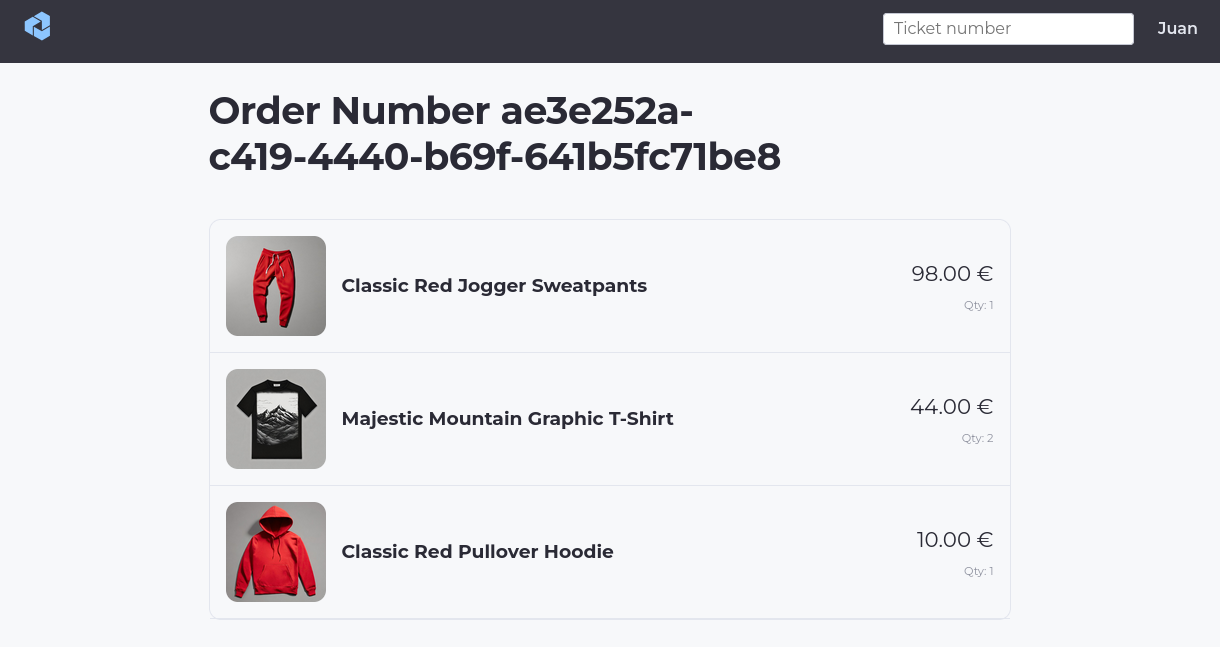 Ticket number
Juan
Order Number ae3e252a-
c419-4440-b69f-641b5fc71be8
Classic Red Jogger Sweatpants
98.00 €
Qty: 1
Majestic Mountain Graphic T-Shirt
44.00 €
Qty: 2
Classic Red Pullover Hoodie
10.00 €
Qty: 1